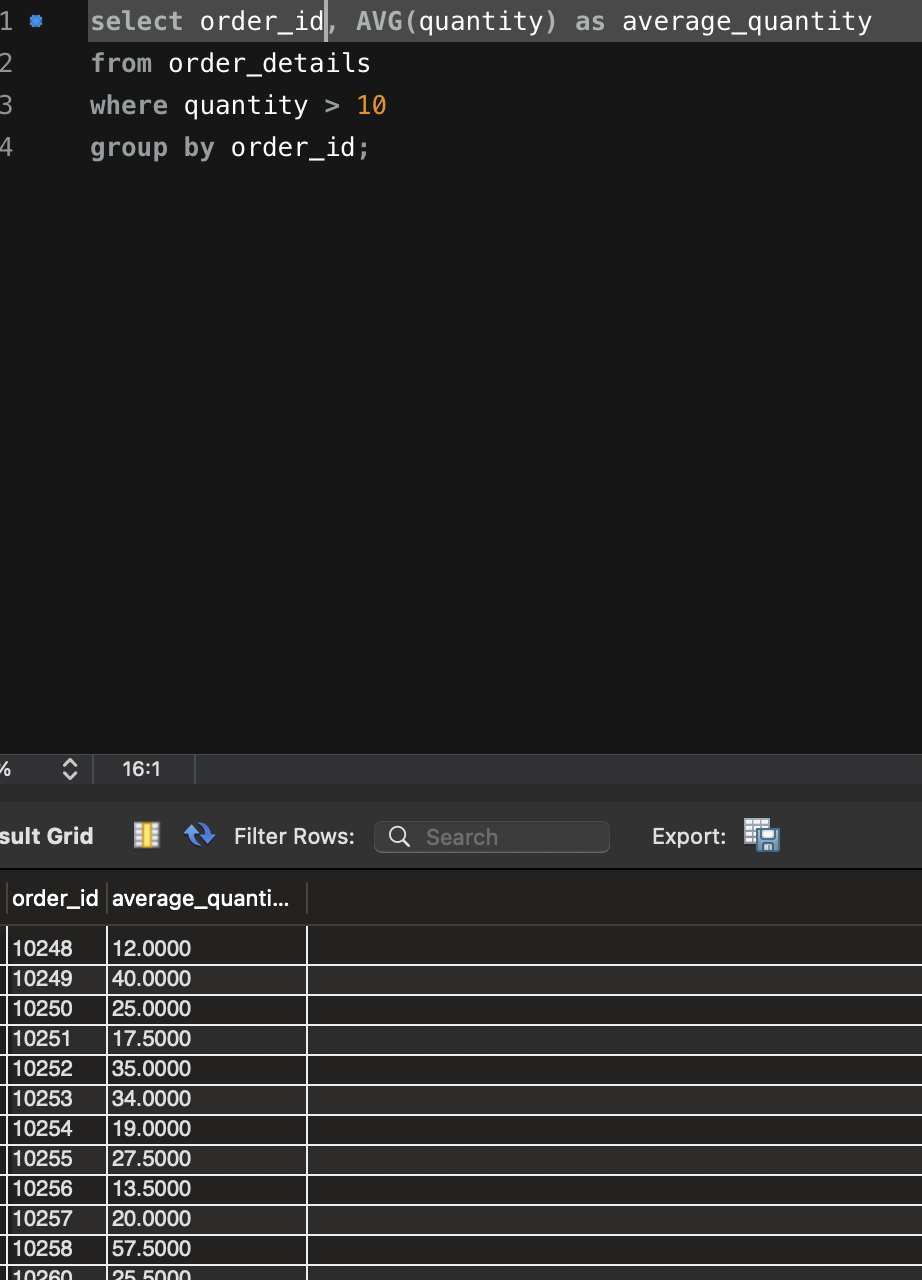 1 select order_id, AVG(quantity) as average_quantity
2 from order_details
3 where quantity > 10
4 group by order_id;
% 16:1
sult Grid Filter Rows: Search Export:
order_id average_quanti...
10248 12.0000
10249 40.0000
10250 25.0000
10251 17.5000
10252 35.0000
10253 34.0000
10254 19.0000
10255 27.5000
10256 13.5000
10257 20.0000
10258 57.5000
10260 25.5000